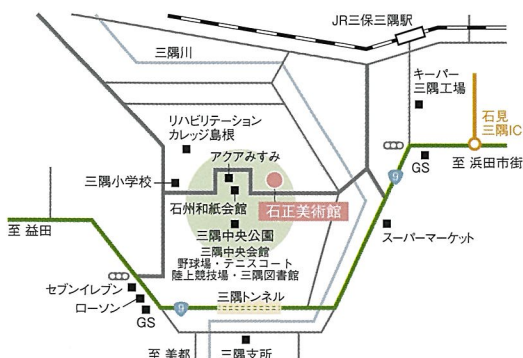 JR三保三隅駅
三隅川
キーパー
三隅工場
石見
三隅IC
リハビリテーション
カレッジ島根
アクアみすみ
GS
至 浜田市街
9
三隅小学校
石州和紙会館
石正美術館
至 益田
三隅中央公園
スーパーマーケット
三隅中央会館
野球場・テニスコート
陸上競技場・三隅図書館
セブンイレブン
ローソン
GS
9
三隅トンネル
至 美都
三隅支所